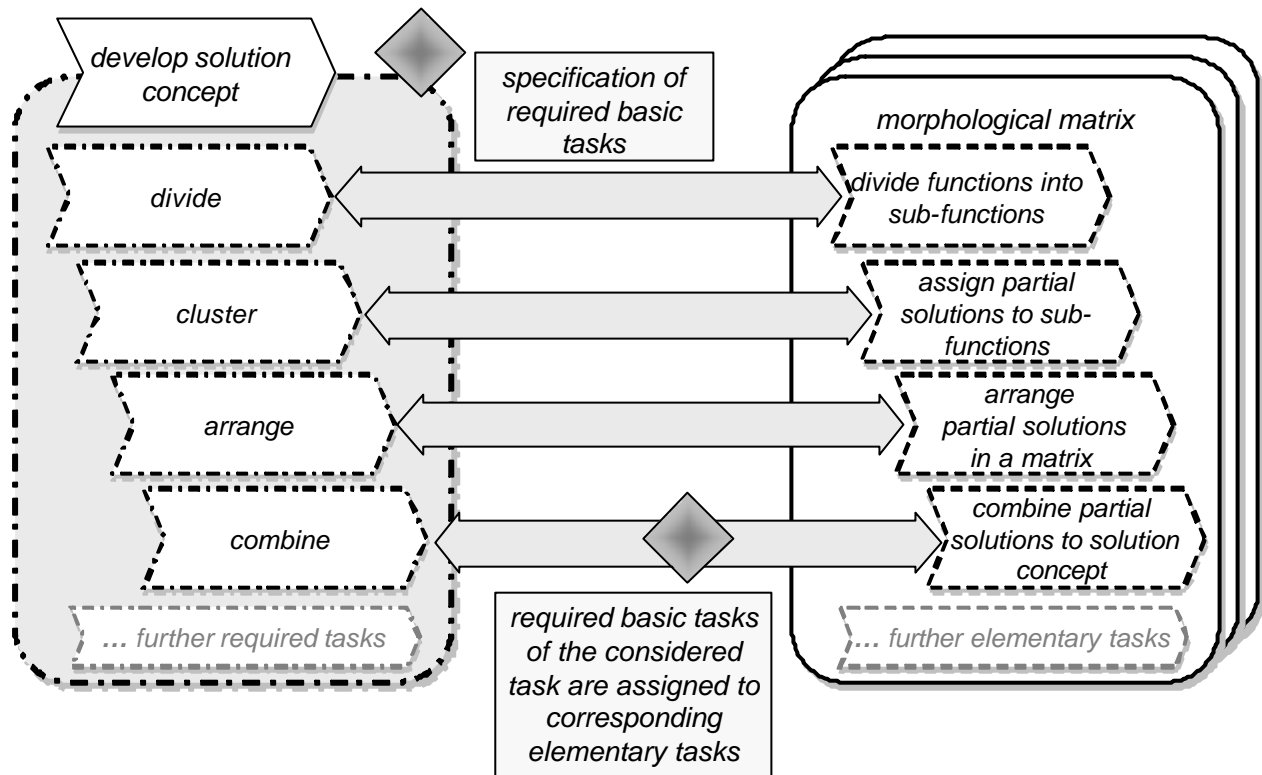 develop solution
concept
specification of
required basic
tasks
morphological matrix
divide
divide functions into
sub-functions
cluster
assign partial
solutions to sub-
functions
arrange
arrange
partial solutions
in a matrix
combine
combine partial
solutions to solution
concept
... further required tasks
required basic tasks
of the considered
task are assigned to
corresponding
elementary tasks
... further elementary tasks